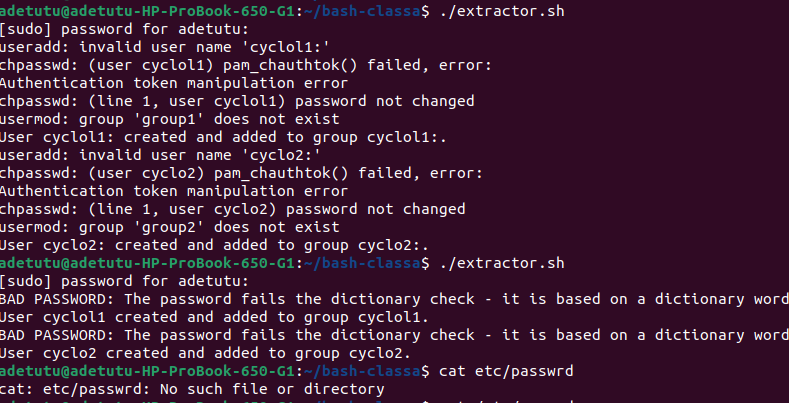 adetutu@adetutu-HP-ProBook-650-G1:~/bash-classa$ ./extractor.sh
[sudo] password for adetutu:
useradd: invalid user name 'cyclol1:'
chpasswd: (user cyclol1) pam_chauthtok() failed, error:
Authentication token manipulation error
chpasswd: (line 1, user cyclol1) password not changed
usermod: group 'group1' does not exist
User cyclol1: created and added to group cyclol1:.
useradd: invalid user name 'cyclo2:'
chpasswd: (user cyclo2) pam_chauthtok() failed, error:
Authentication token manipulation error
chpasswd: (line 1, user cyclo2) password not changed
usermod: group 'group2' does not exist
User cyclo2: created and added to group cyclo2:.
adetutu@adetutu-HP-ProBook-650-G1:~/bash-classa$ ./extractor.sh
[sudo] password for adetutu:
BAD PASSWORD: The password fails the dictionary check - it is based on a dictionary word
User cyclol1 created and added to group cyclol1.
BAD PASSWORD: The password fails the dictionary check - it is based on a dictionary word
User cyclo2 created and added to group cyclo2.
adetutu@adetutu-HP-ProBook-650-G1:~/bash-classa$ cat etc/passwrd
cat: etc/passwrd: No such file or directory